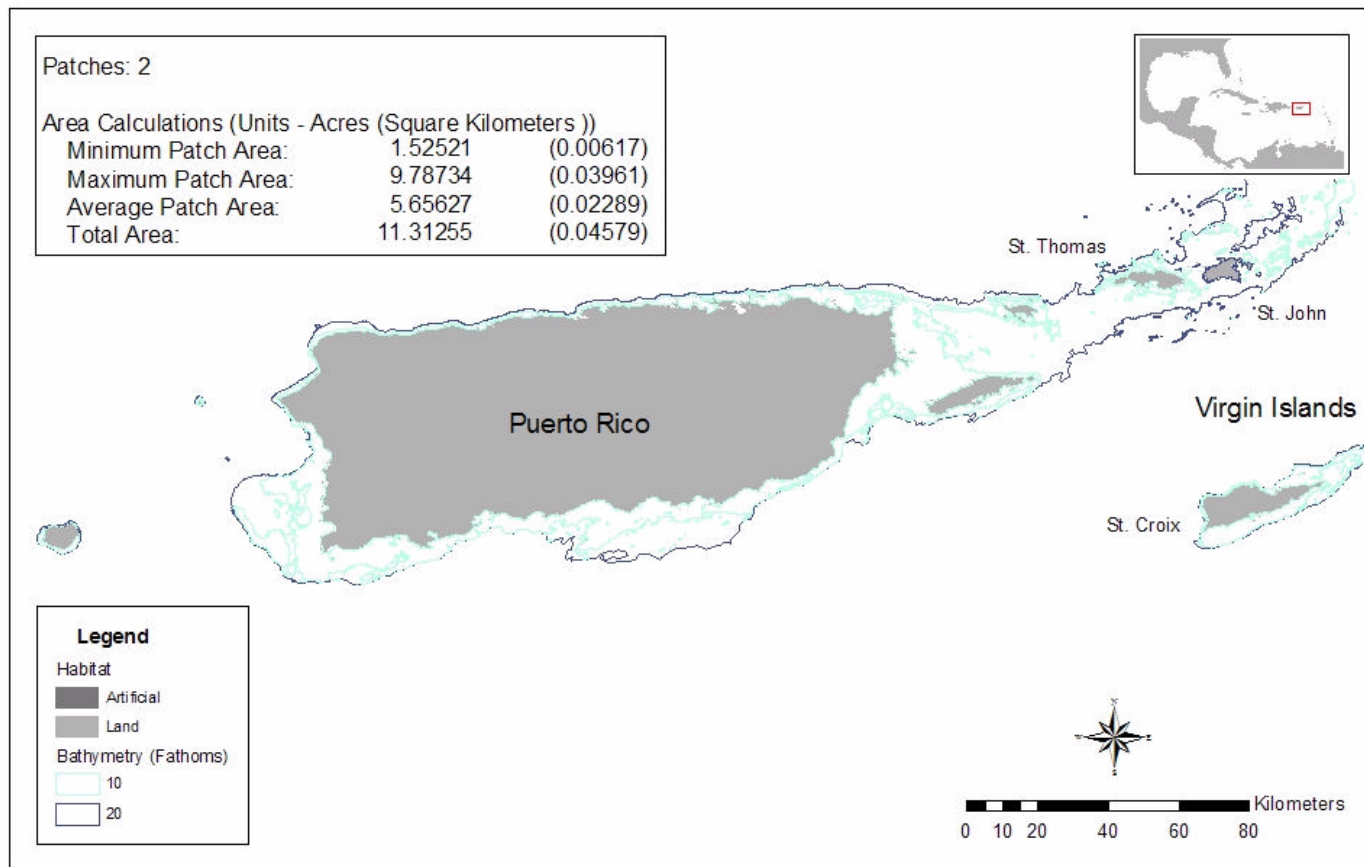 Patches: 2
Area Calculations (Units - Acres (Square Kilometers ))
Minimum Patch Area: 1.52521 (0.00617)
Maximum Patch Area: 9.78734 (0.03961)
Average Patch Area: 5.65627 (0.02289)
Total Area: 11.31255 (0.04579)
St. Thomas
St. John
Puerto Rico
Virgin Islands
St. Croix
Legend
Habitat
Artificial
Land
Bathymetry (Fathoms)
10
20
N
W E
S
Kilometers
0 10 20 40 60 80